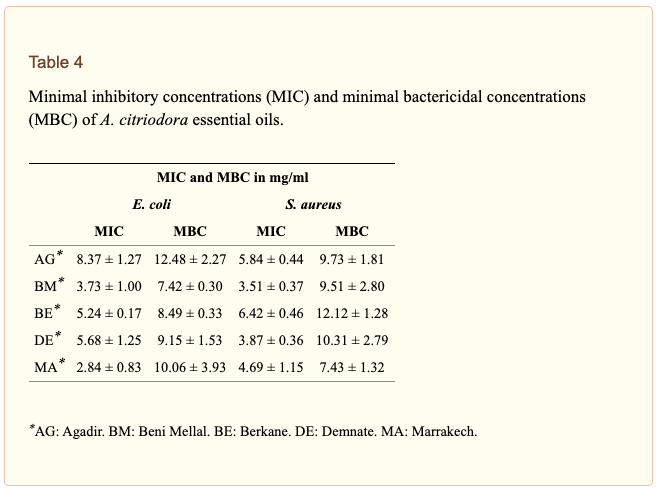 Table 4
Minimal inhibitory concentrations (MIC) and minimal bactericidal concentrations
(MBC) of A. citriodora essential oils.
MIC and MBC in mg/ml
E. coli S. aureus
MIC MBC MIC MBC
AG* 8.37 ± 1.27 12.48 ± 2.27 5.84 ± 0.44 9.73 ± 1.81
BM* 3.73 ± 1.00 7.42 ± 0.30 3.51 ± 0.37 9.51 ± 2.80
BE* 5.24 ± 0.17 8.49 ± 0.33 6.42 ± 0.46 12.12 ± 1.28
DE* 5.68 ± 1.25 9.15 ± 1.53 3.87 ± 0.36 10.31 ± 2.79
MA* 2.84 ± 0.83 10.06 ± 3.93 4.69 ± 1.15 7.43 ± 1.32
*AG: Agadir. BM: Beni Mellal. BE: Berkane. DE: Demnate. MA: Marrakech.